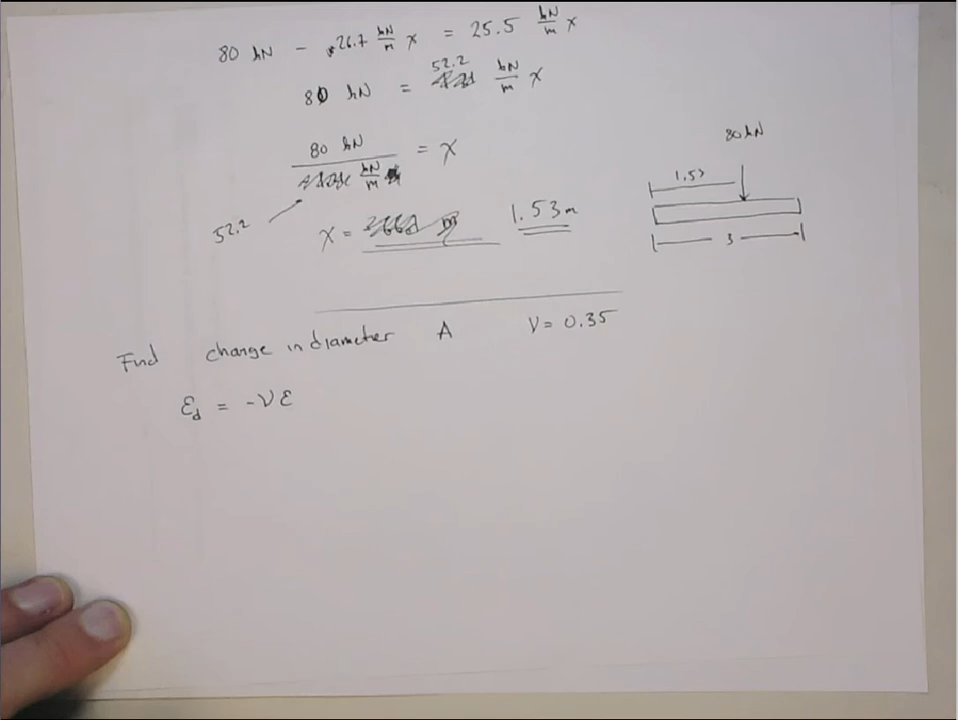 80 kN - 26.7 kN/m x = 25.5 kN/m x
80 kN = 52.2 kN/m x
80 kN / kN/m = x
52.2
x = 1.53 m
80 kN
1.53
3
Find change in diameter A ν = 0.35
ε_d = -νε